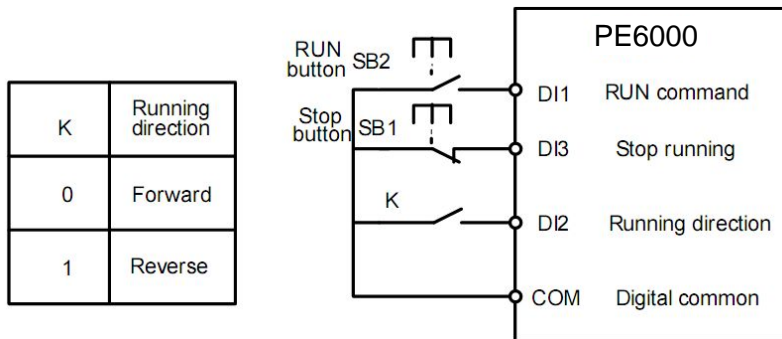 K
Running
direction
0
Forward
1
Reverse
PE6000
RUN
button SB2
DI1 RUN command
Stop
button SB1
DI3 Stop running
K
DI2 Running direction
COM Digital common